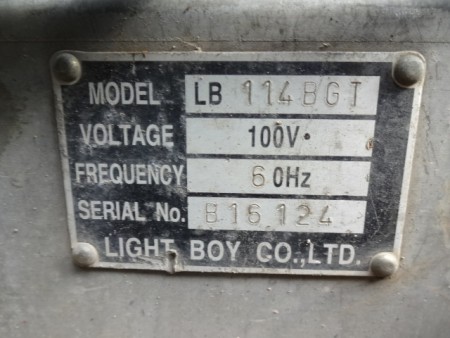 MODEL LB 114BGT
VOLTAGE 100V·
FREQUENCY 60Hz
SERIAL No. B16124
LIGHT BOY CO.,LTD.